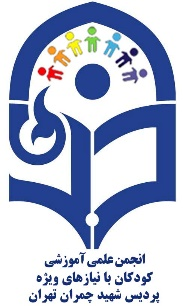 انجمن علمی آموزشی
کودکان با نیازهای ویژه
پردیس شهید چمران تهران